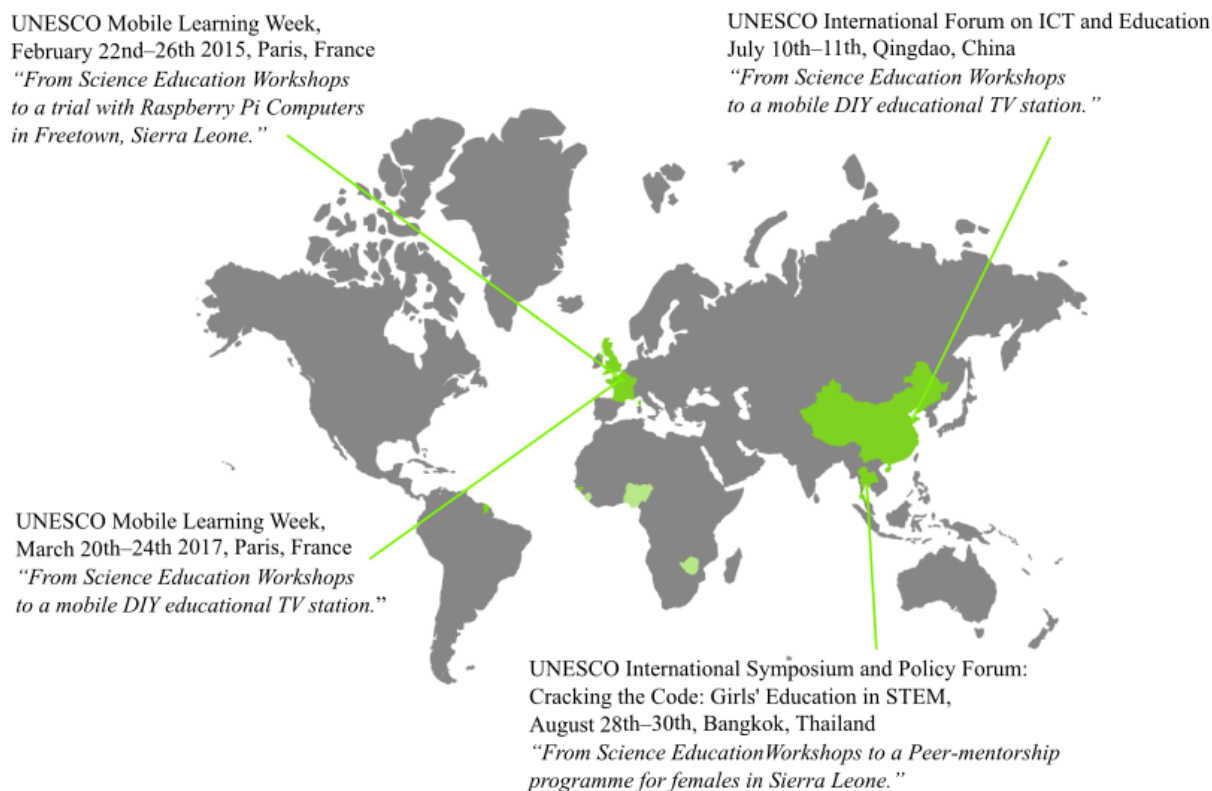 UNESCO Mobile Learning Week,
February 22nd–26th 2015, Paris, France
“From Science Education Workshops
to a trial with Raspberry Pi Computers
in Freetown, Sierra Leone.”
UNESCO International Forum on ICT and Education
July 10th–11th, Qingdao, China
“From Science Education Workshops
to a mobile DIY educational TV station.”
UNESCO Mobile Learning Week,
March 20th–24th 2017, Paris, France
“From Science Education Workshops
to a mobile DIY educational TV station.”
UNESCO International Symposium and Policy Forum:
Cracking the Code: Girls' Education in STEM,
August 28th–30th, Bangkok, Thailand
“From Science EducationWorkshops to a Peer-mentorship
programme for females in Sierra Leone.”